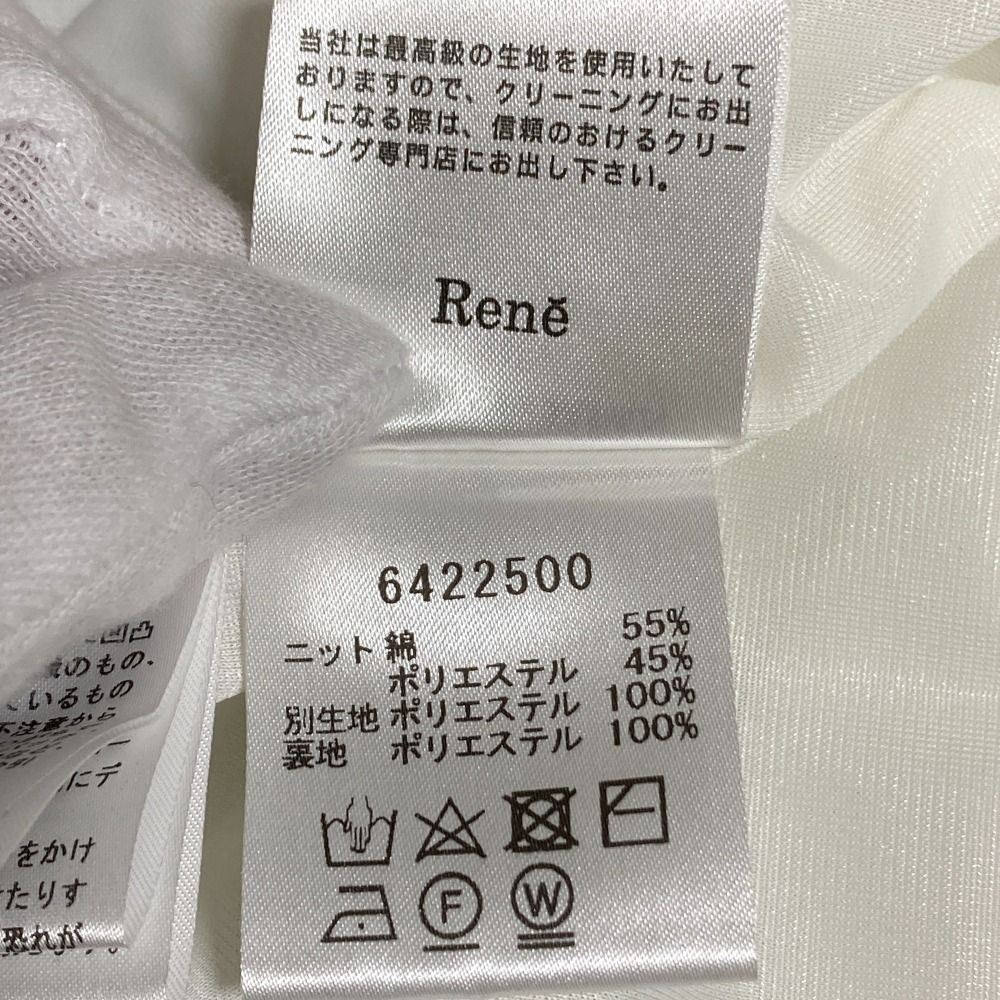 当社は最高級の生地を使用いたして
おりますので、クリーニングにお出
しになる際は、信頼のおけるクリー
ニング専門店にお出し下さい。
René
6422500
ニット 綿 55%
ポリエステル 45%
別生地 ポリエステル 100%
裏地 ポリエステル 100%
F W
凹凸
のもの、
ているもの
不注意から
にデ
をかけ
たりす
恐れが